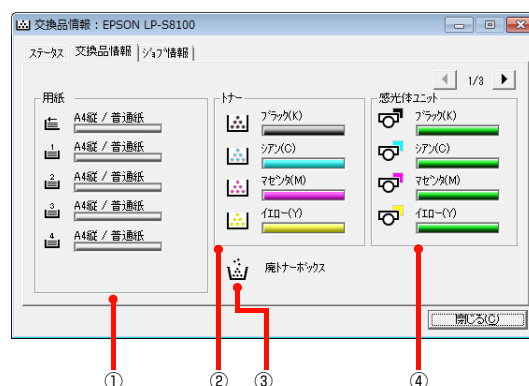 交換品情報：EPSON LP-S8100
ステータス 交換品情報 ジョブ情報
1/3
用紙
A4縦 / 普通紙
1 A4縦 / 普通紙
2 A4縦 / 普通紙
3 A4縦 / 普通紙
4 A4縦 / 普通紙
トナー
ブラック(K)
シアン(C)
マゼンタ(M)
イエロー(Y)
廃トナーボックス
感光体ユニット
ブラック(K)
シアン(C)
マゼンタ(M)
イエロー(Y)
閉じる(C)
① ② ③ ④